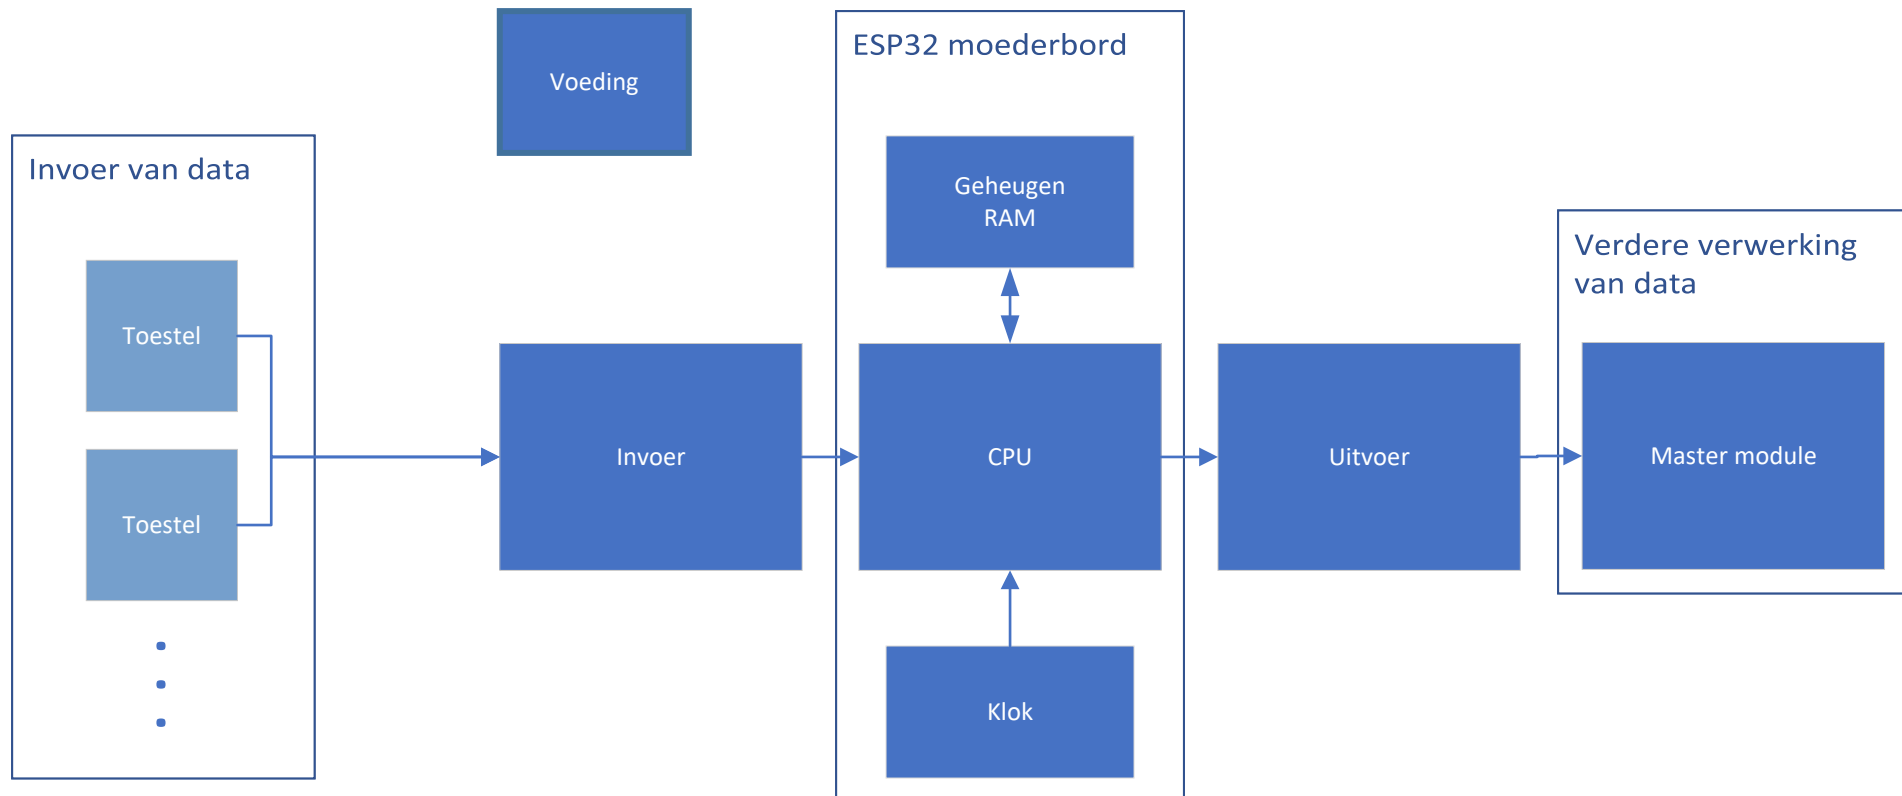 Voeding
ESP32 moederbord
Invoer van data
Geheugen
RAM
Verdere verwerking
van data
Toestel
Toestel
Invoer
CPU
Uitvoer
Master module
Klok